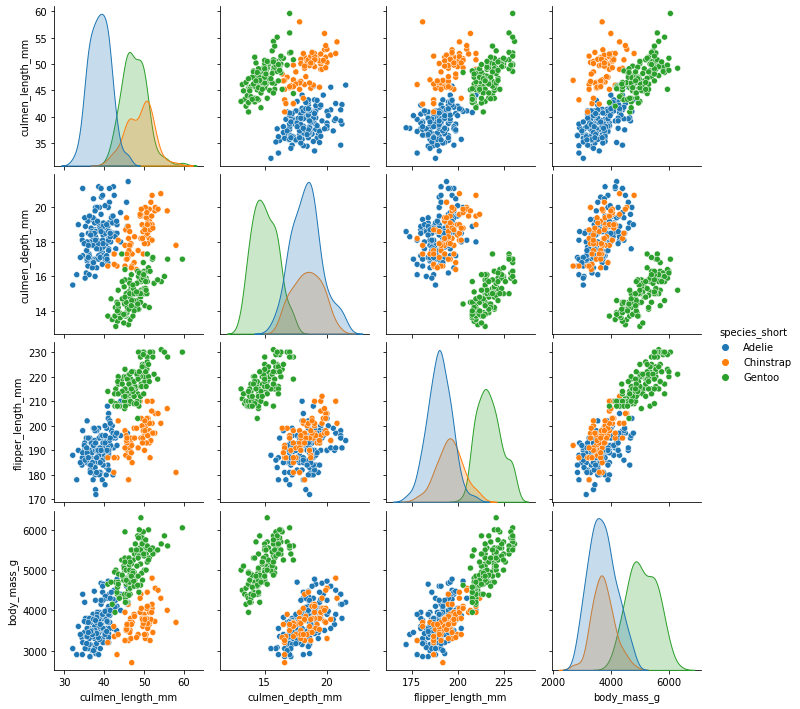 60
55
50
45
40
35
culmen_length_mm
20
18
16
14
culmen_depth_mm
species_short
Adelie
Chinstrap
Gentoo
230
220
210
200
190
180
170
flipper_length_mm
6000
5000
4000
3000
body_mass_g
30 40 50 60
15 20
175 200 225
2000 4000 6000
culmen_length_mm
culmen_depth_mm
flipper_length_mm
body_mass_g